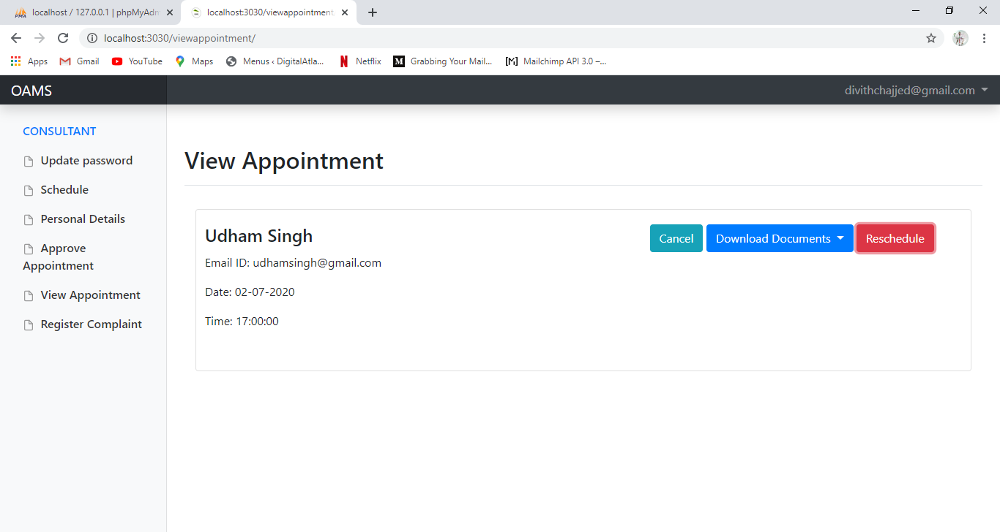 localhost / 127.0.0.1 | phpMyAdm
localhost:3030/viewappointment
localhost:3030/viewappointment/
Apps Gmail YouTube Maps Menus ‹ DigitalAtla... Netflix Grabbing Your Mail... Mailchimp API 3.0 –...
OAMS divithchajjed@gmail.com
CONSULTANT
Update password
Schedule
Personal Details
Approve
Appointment
View Appointment
Register Complaint
View Appointment
Udham Singh
Cancel Download Documents Reschedule
Email ID: udhamsingh@gmail.com
Date: 02-07-2020
Time: 17:00:00